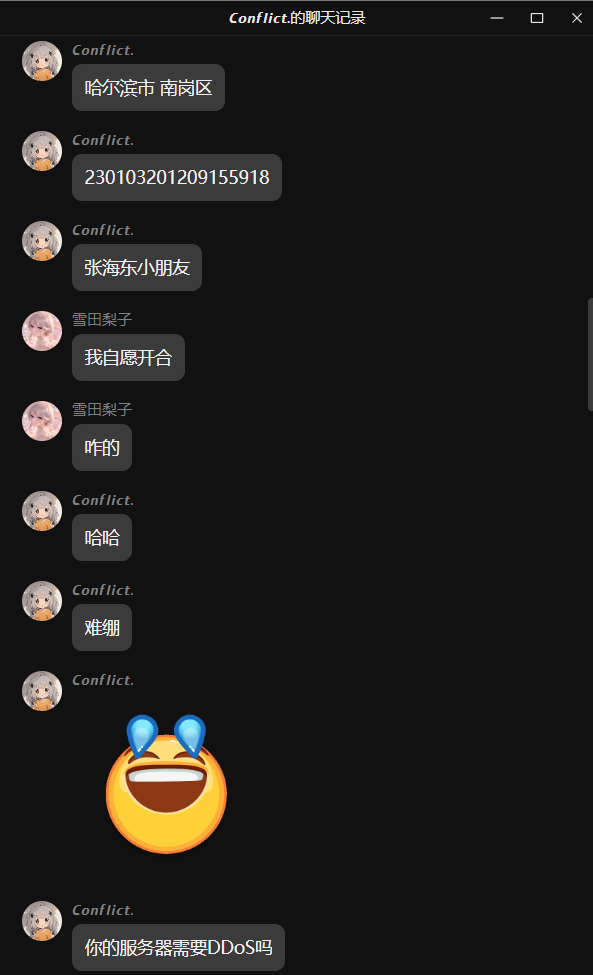 Conflict.的聊天记录
Conflict.
哈尔滨市 南岗区
Conflict.
230103201209155918
Conflict.
张海东小朋友
雪田梨子
我自愿开合
雪田梨子
咋的
Conflict.
哈哈
Conflict.
难绷
Conflict.
Conflict.
你的服务器需要DDoS吗